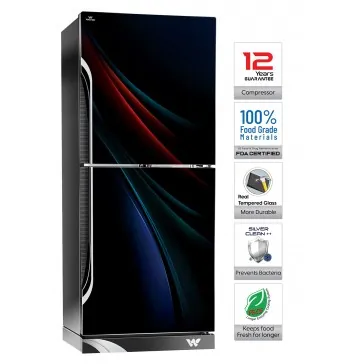 12
Years
GUARANTEE
Compressor
100%
Food Grade
Materials
FDA CERTIFIED
Real
Tempered Glass
More Durable
SILVER
CLEAN++
Prevents Bacteria
Keeps food
Fresh for longer
W